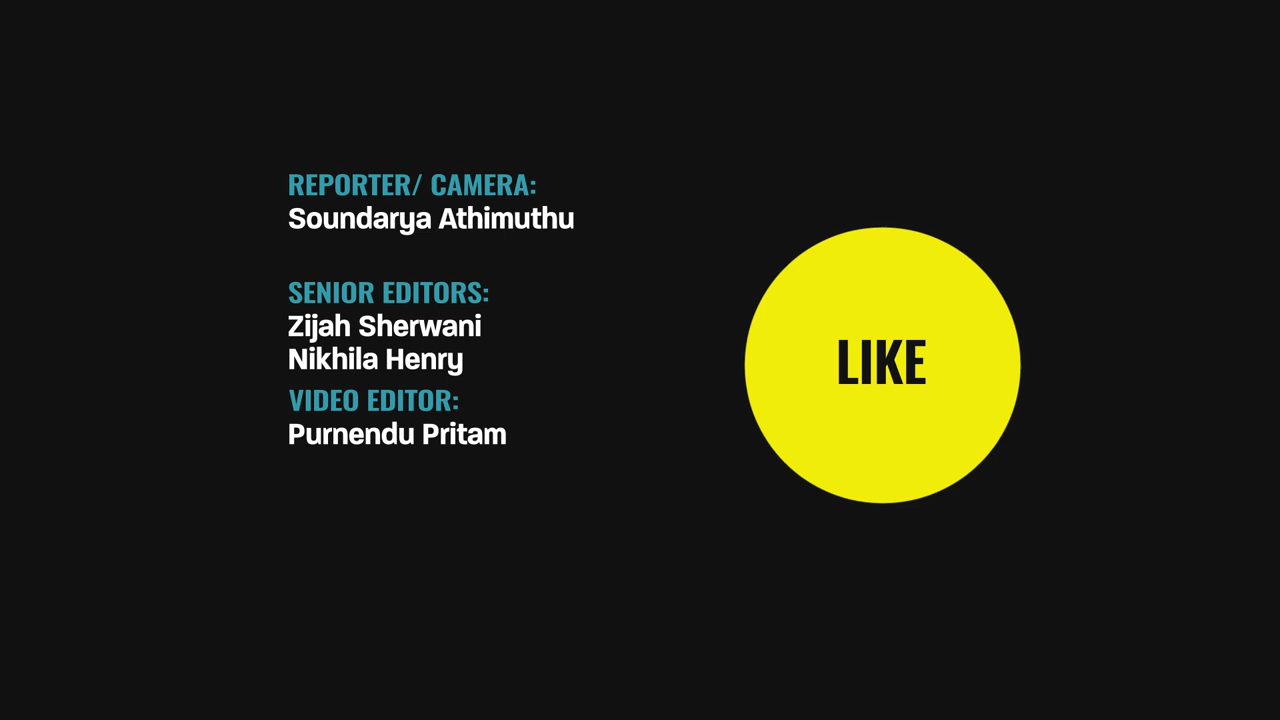 REPORTER/ CAMERA:
Soundarya Athimuthu
SENIOR EDITORS:
Zijah Sherwani
Nikhila Henry
VIDEO EDITOR:
Purnendu Pritam
LIKE